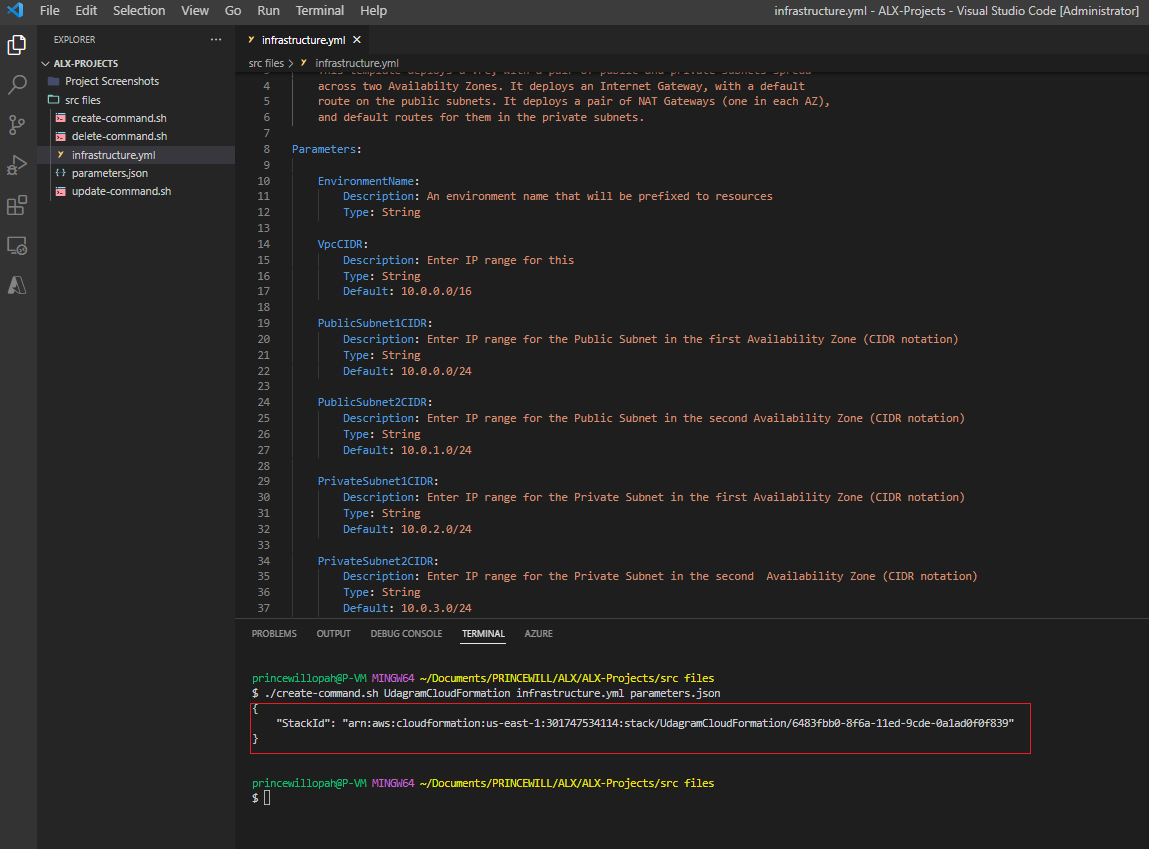 File Edit Selection View Go Run Terminal Help
infrastructure.yml - ALX-Projects - Visual Studio Code [Administrator]
EXPLORER
ALX-PROJECTS
Project Screenshots
src files
create-command.sh
delete-command.sh
infrastructure.yml
parameters.json
update-command.sh
infrastructure.yml
src files > infrastructure.yml
3 This template deploys a VPC, with a pair of public and private subnets spread
4 across two Availabilty Zones. It deploys an Internet Gateway, with a default
5 route on the public subnets. It deploys a pair of NAT Gateways (one in each AZ),
6 and default routes for them in the private subnets.
7
8 Parameters:
9
10 EnvironmentName:
11 Description: An environment name that will be prefixed to resources
12 Type: String
13
14 VpcCIDR:
15 Description: Enter IP range for this
16 Type: String
17 Default: 10.0.0.0/16
18
19 PublicSubnet1CIDR:
20 Description: Enter IP range for the Public Subnet in the first Availability Zone (CIDR notation)
21 Type: String
22 Default: 10.0.0.0/24
23
24 PublicSubnet2CIDR:
25 Description: Enter IP range for the Public Subnet in the second Availability Zone (CIDR notation)
26 Type: String
27 Default: 10.0.1.0/24
28
29 PrivateSubnet1CIDR:
30 Description: Enter IP range for the Private Subnet in the first Availability Zone (CIDR notation)
31 Type: String
32 Default: 10.0.2.0/24
33
34 PrivateSubnet2CIDR:
35 Description: Enter IP range for the Private Subnet in the second  Availability Zone (CIDR notation)
36 Type: String
37 Default: 10.0.3.0/24
PROBLEMS OUTPUT DEBUG CONSOLE TERMINAL AZURE
princewillopah@P-VM MINGW64 ~/Documents/PRINCEWILL/ALX/ALX-Projects/src files
$ ./create-command.sh UdagramCloudFormation infrastructure.yml parameters.json
{
"StackId": "arn:aws:cloudformation:us-east-1:301747534114:stack/UdagramCloudFormation/6483fbb0-8f6a-11ed-9cde-0a1ad0f0f839"
}
princewillopah@P-VM MINGW64 ~/Documents/PRINCEWILL/ALX/ALX-Projects/src files
$